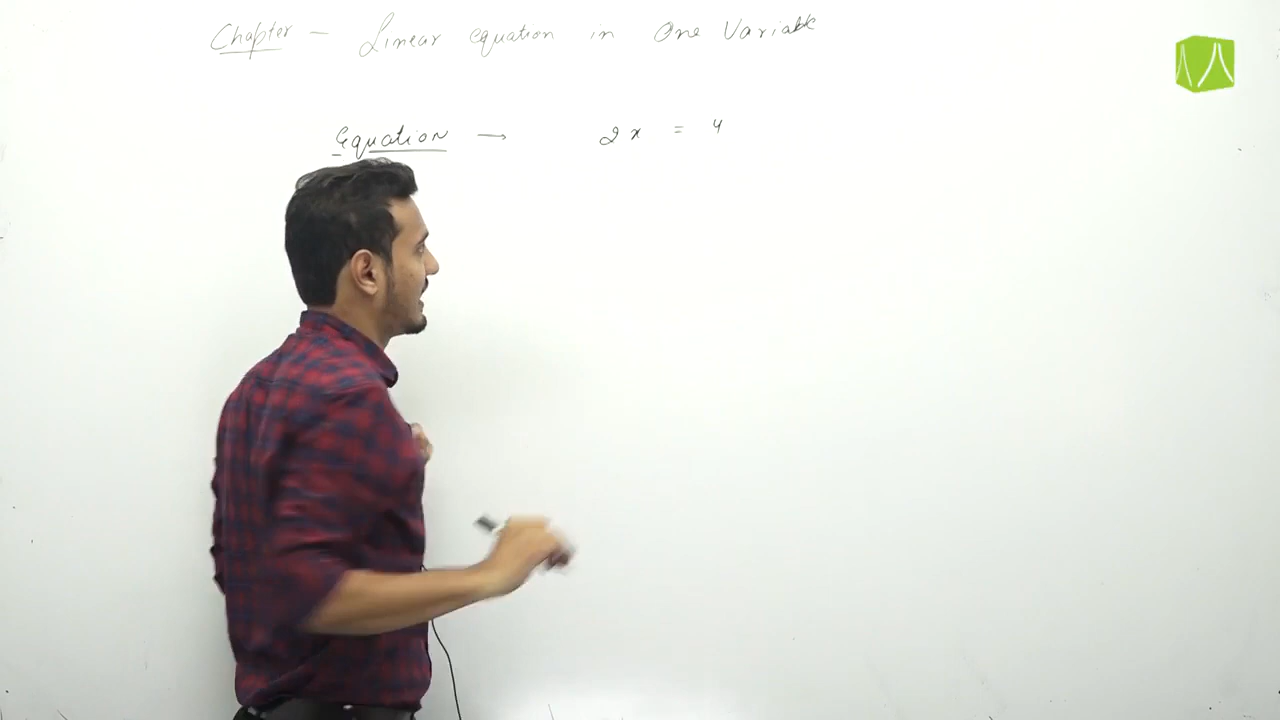 Chapter - Linear equation in One Variable
Equation → 2x = 4